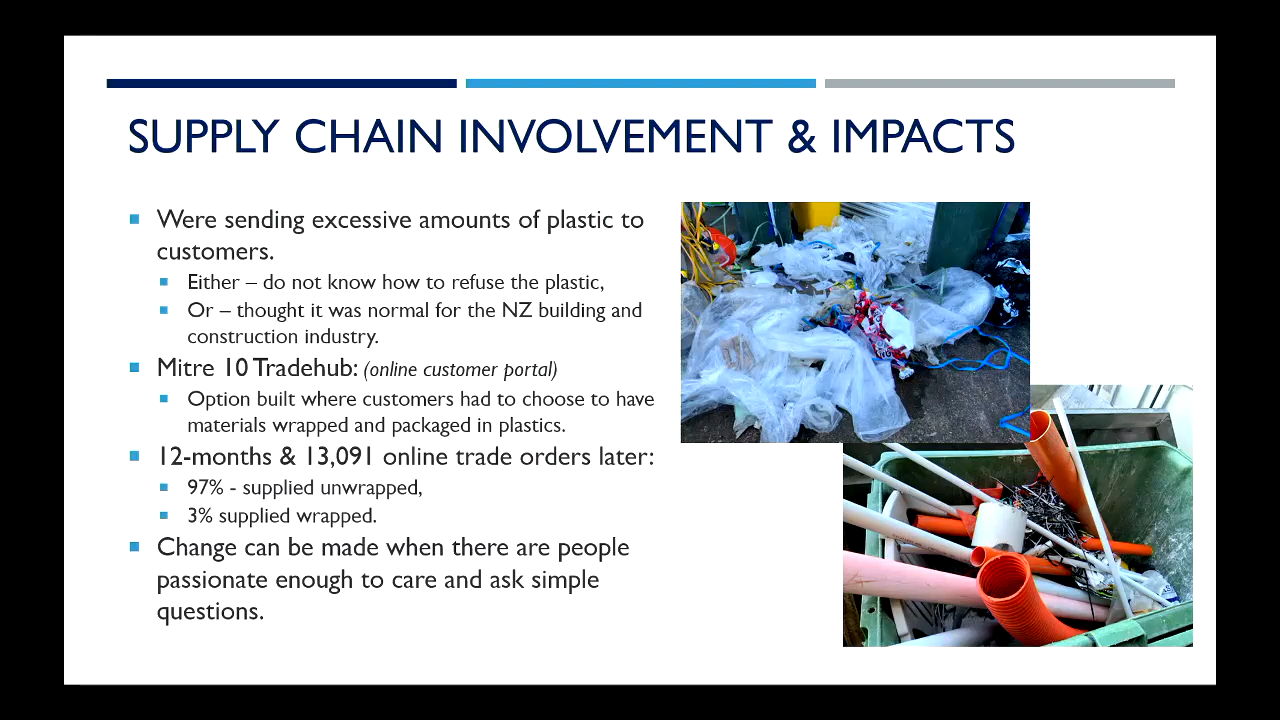 SUPPLY CHAIN INVOLVEMENT & IMPACTS
Were sending excessive amounts of plastic to
customers.
Either – do not know how to refuse the plastic,
Or – thought it was normal for the NZ building and
construction industry.
Mitre 10 Tradehub: (online customer portal)
Option built where customers had to choose to have
materials wrapped and packaged in plastics.
12-months & 13,091 online trade orders later:
97% - supplied unwrapped,
3% supplied wrapped.
Change can be made when there are people
passionate enough to care and ask simple
questions.